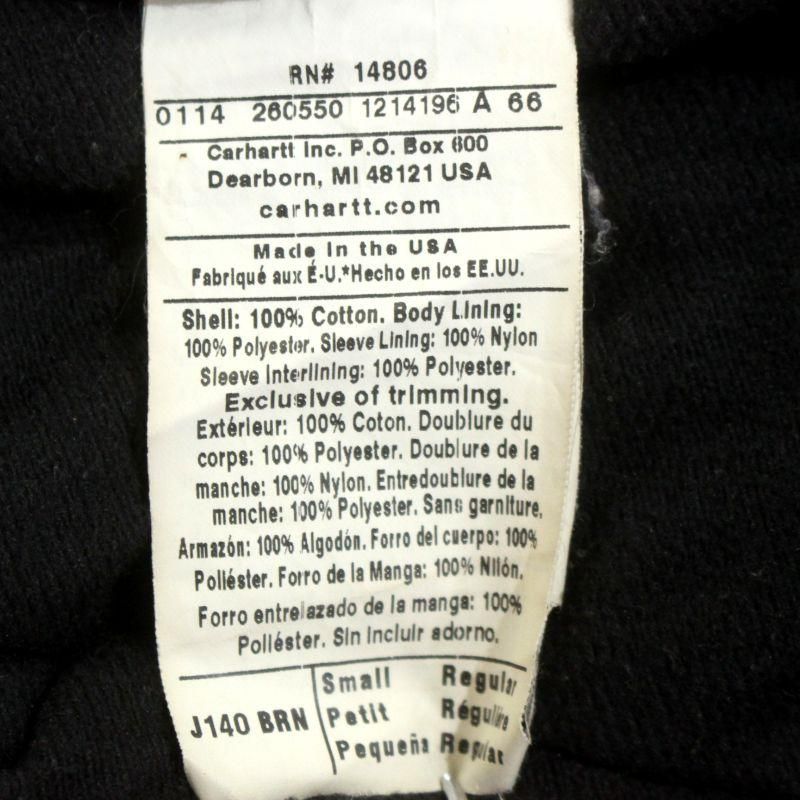 RN# 14806
0114 260550 1214196 A 66
Carhartt Inc. P.O. Box 600
Dearborn, MI 48121 USA
carhartt.com
Made in the USA
Fabriqué aux É-U.*Hecho en los EE.UU.
Shell: 100% Cotton. Body Lining:
100% Polyester. Sleeve Lining: 100% Nylon
Sleeve Interlining: 100% Polyester.
Exclusive of trimming.
Extérieur: 100% Coton. Doublure du
corps: 100% Polyester. Doublure de la
manche: 100% Nylon. Entredoublure de la
manche: 100% Polyester. Sans garniture.
Armazón: 100% Algodón. Forro del cuerpo: 100%
Poliéster. Forro de la Manga: 100% Nilón.
Forro entrelazado de la manga: 100%
Poliéster. Sin incluir adorno.
J140 BRN
Small Regular
Petit Régulière
Pequeña Regular